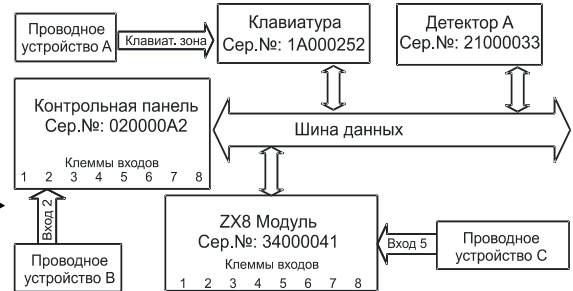 Проводное
устройство A
Клавиат. зона
Клавиатура
Сер.№: 1A000252
Детектор A
Сер.№: 21000033
Контрольная панель
Сер.№: 020000A2
Клеммы входов
1 2 3 4 5 6 7 8
Шина данных
Вход 2
Проводное
устройство B
ZX8 Модуль
Сер.№: 34000041
Клеммы входов
1 2 3 4 5 6 7 8
Вход 5
Проводное
устройство C